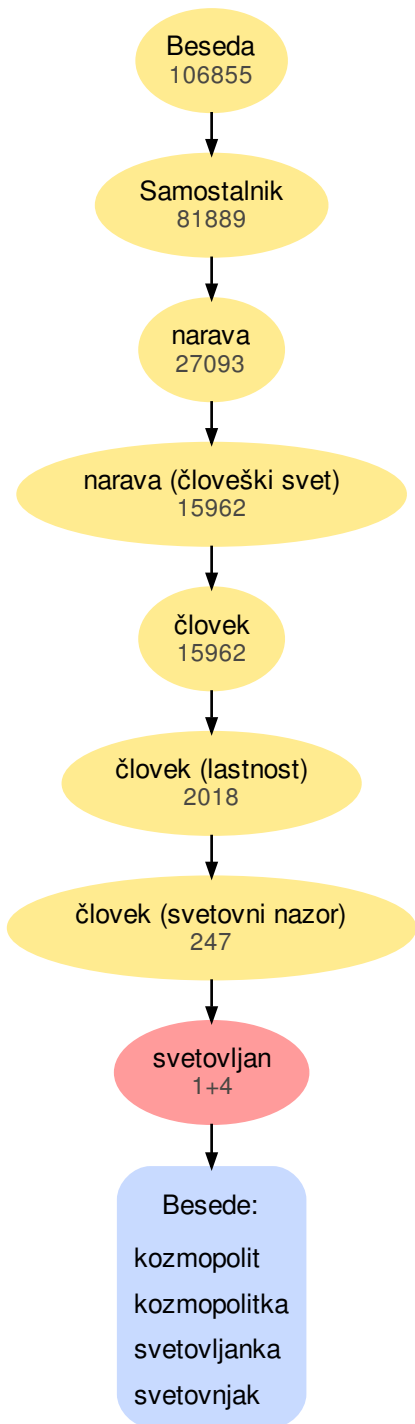 Beseda
106855
Samostalnik
81889
narava
27093
narava (človeški svet)
15962
človek
15962
človek (lastnost)
2018
človek (svetovni nazor)
247
svetovljan
1+4
Besede:
kozmopolit
kozmopolitka
svetovljanka
svetovnjak